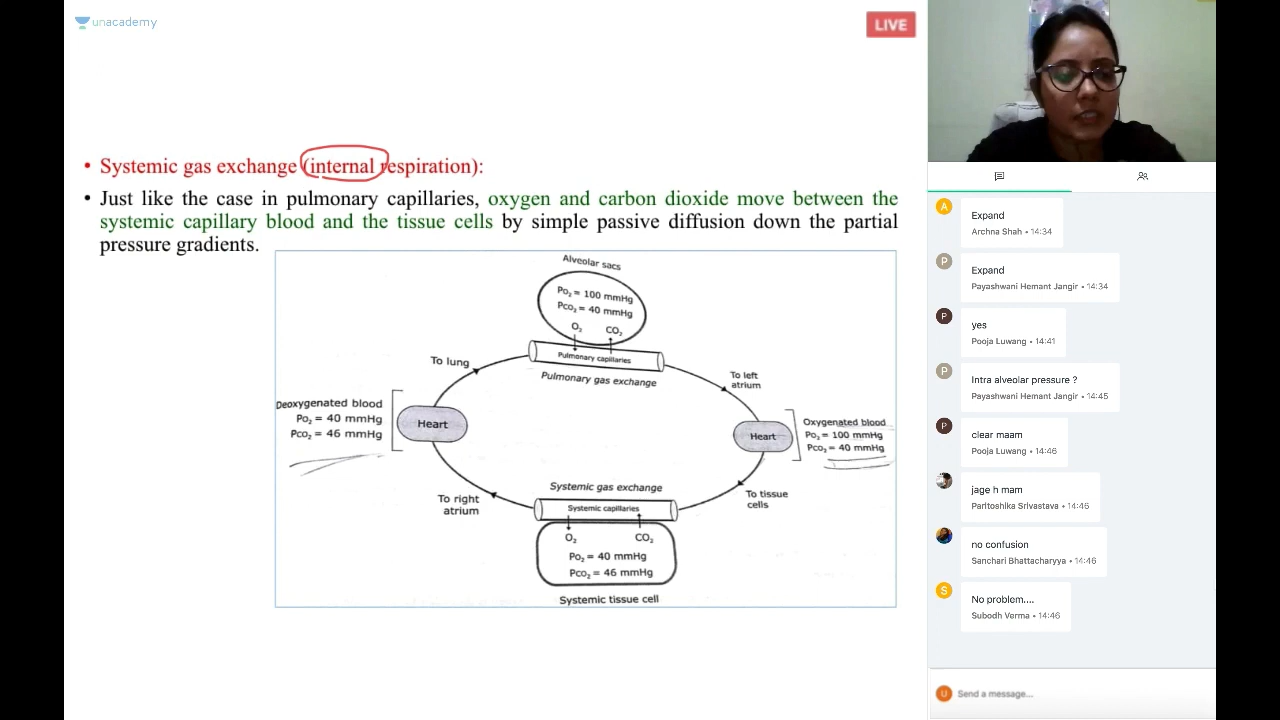 unacademy
LIVE
• Systemic gas exchange (internal respiration):
• Just like the case in pulmonary capillaries, oxygen and carbon dioxide move between the
systemic capillary blood and the tissue cells by simple passive diffusion down the partial
pressure gradients.
Alveolar sacs
Po₂ = 100 mmHg
Pco₂ = 40 mmHg
O₂ CO₂
Pulmonary capillaries
Pulmonary gas exchange
To lung
To left
atrium
Deoxygenated blood
Po₂ = 40 mmHg
Pco₂ = 46 mmHg
Heart
Heart
Oxygenated blood
Po₂ = 100 mmHg
Pco₂ = 40 mmHg
To right
atrium
Systemic gas exchange
Systemic capillaries
To tissue
cells
O₂ CO₂
Po₂ = 40 mmHg
Pco₂ = 46 mmHg
Systemic tissue cell
A
Expand
Archna Shah • 14:34
P
Expand
Payashwani Hemant Jangir • 14:34
P
yes
Pooja Luwang • 14:41
P
Intra alveolar pressure ?
Payashwani Hemant Jangir • 14:45
P
clear maam
Pooja Luwang • 14:46
jage h mam
Paritoshika Srivastava • 14:46
no confusion
Sanchari Bhattacharyya • 14:46
S
No problem....
Subodh Verma • 14:46
U
Send a message...